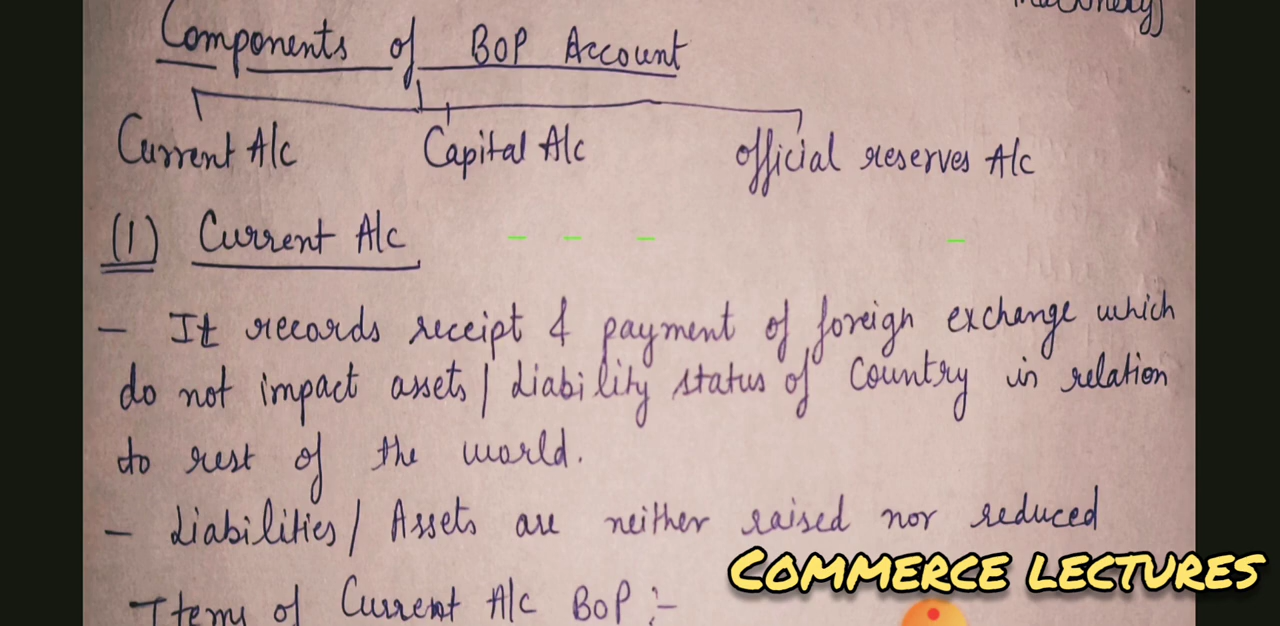 Components of BOP Account
Current A/c Capital A/c official reserves A/c
(1) Current A/c
- It records receipt & payment of foreign exchange which
do not impact assets / liability status of Country in relation
to rest of the world.
- Liabilities / Assets are neither raised nor reduced
COMMERCE LECTURES
Items of Current A/c BOP :-